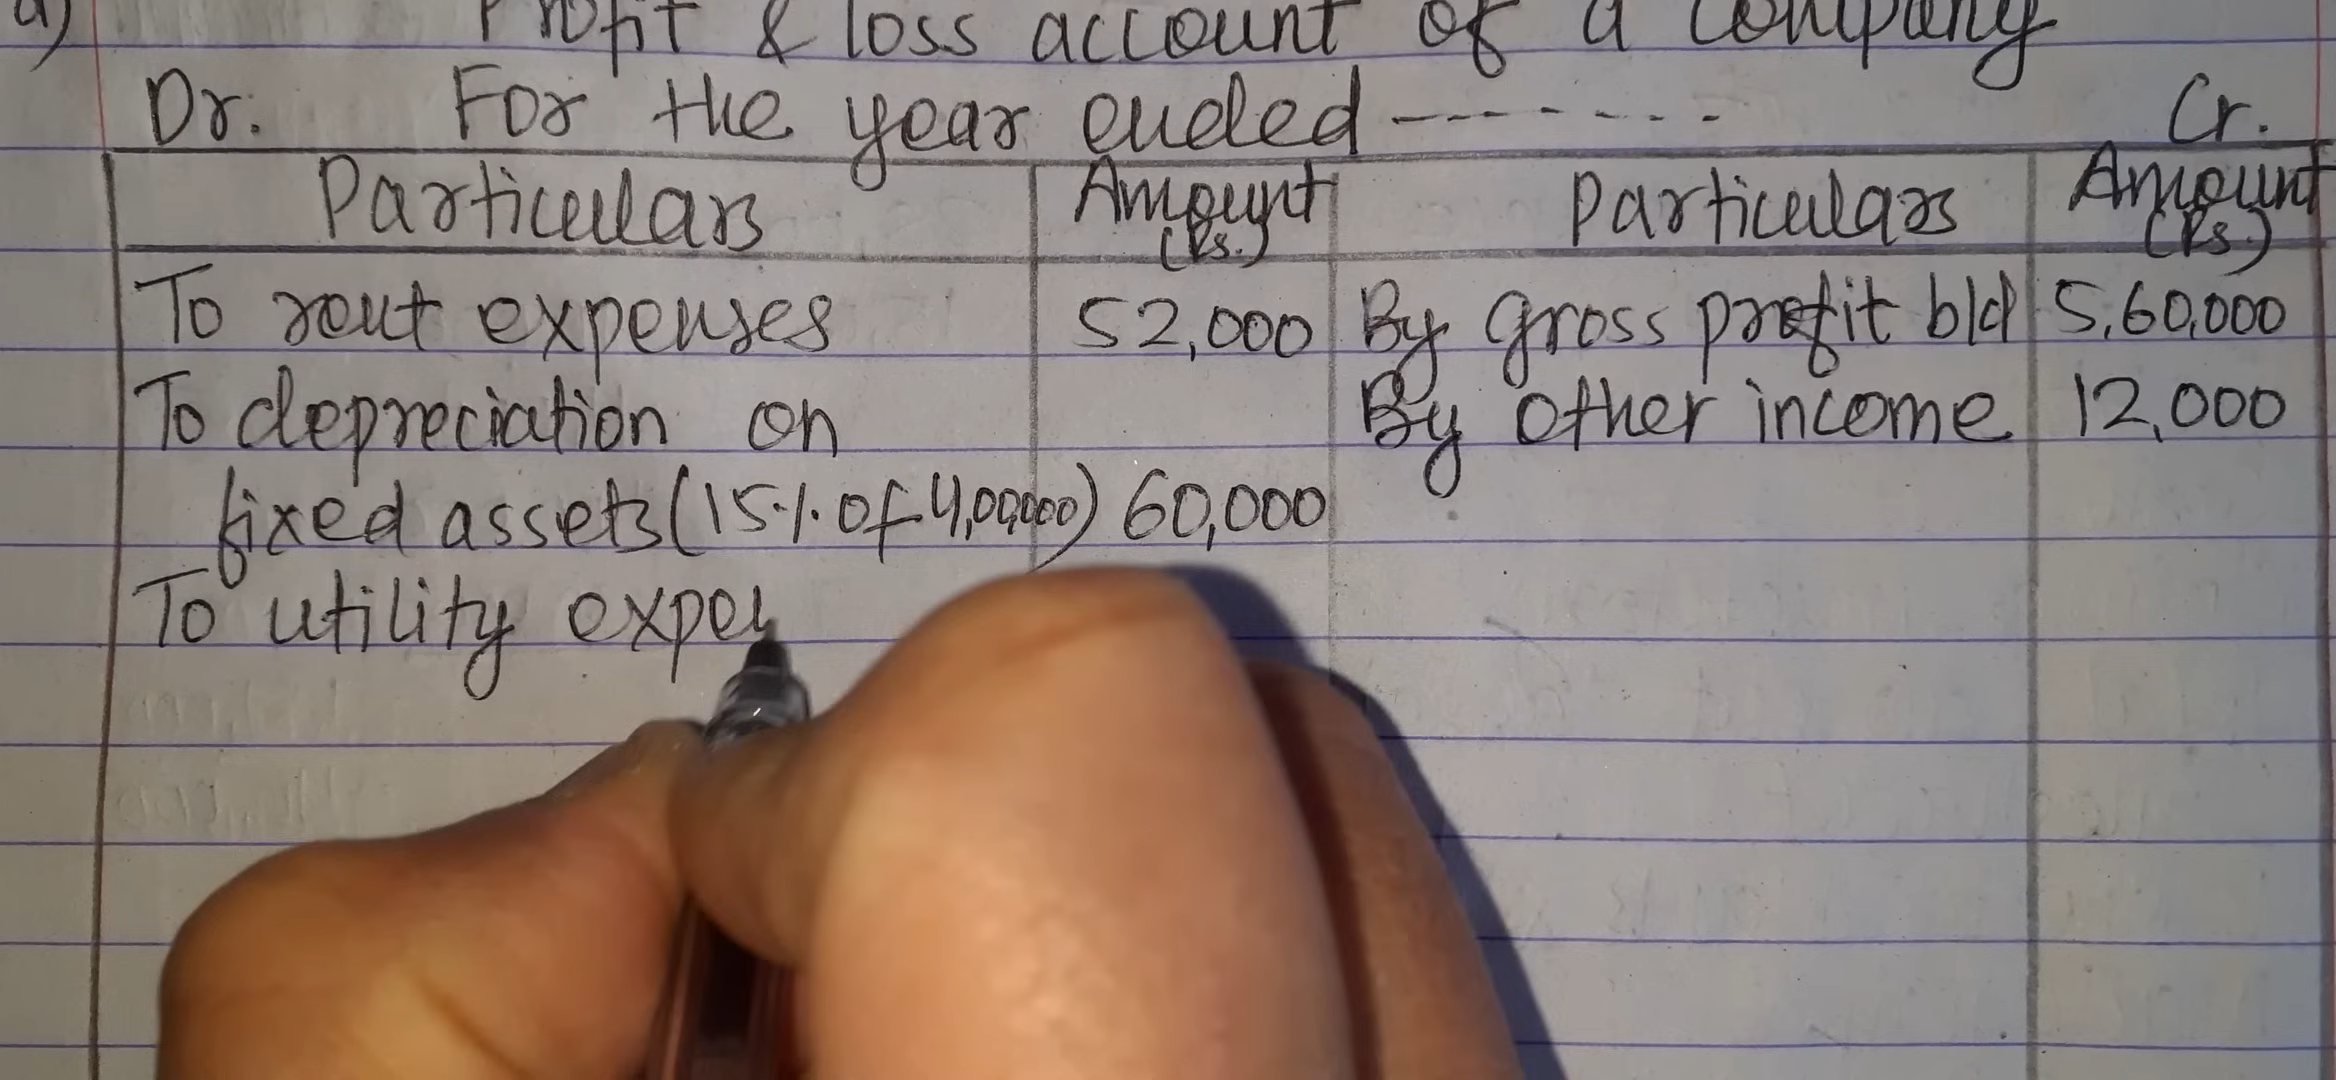 a) Profit & loss account of a company
Dr. For the year ended -------- Cr.
Particulars Amount (Rs.) Particulars Amount (Rs.)
To rent expenses 52,000 By gross profit b/d 5,60,000
To depreciation on By other income 12,000
fixed assets (15% of 4,00,000) 60,000
To utility expen